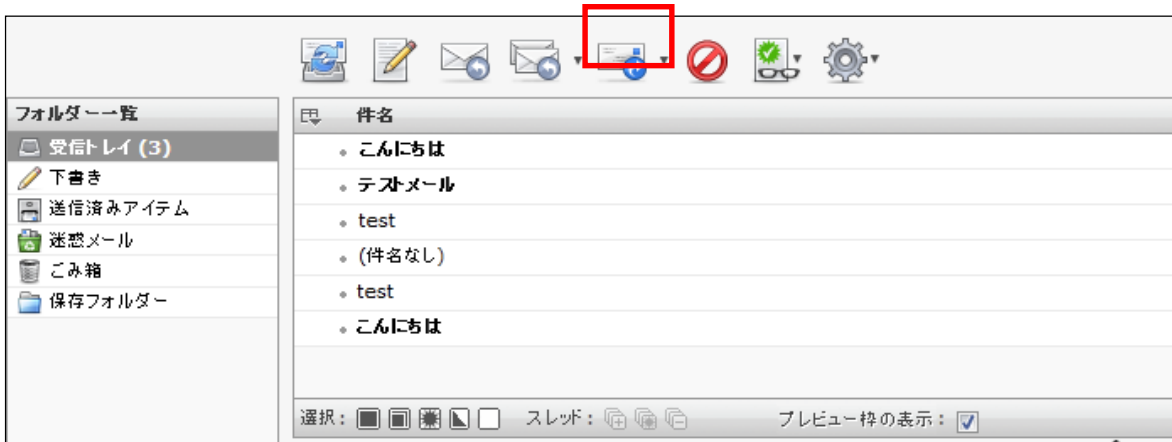 フォルダー一覧
件名
受信トレイ (3)
こんにちは
下書き
テストメール
送信済みアイテム
test
迷惑メール
(件名なし)
ごみ箱
test
保存フォルダー
こんにちは
選択: スレッド: プレビュー枠の表示: